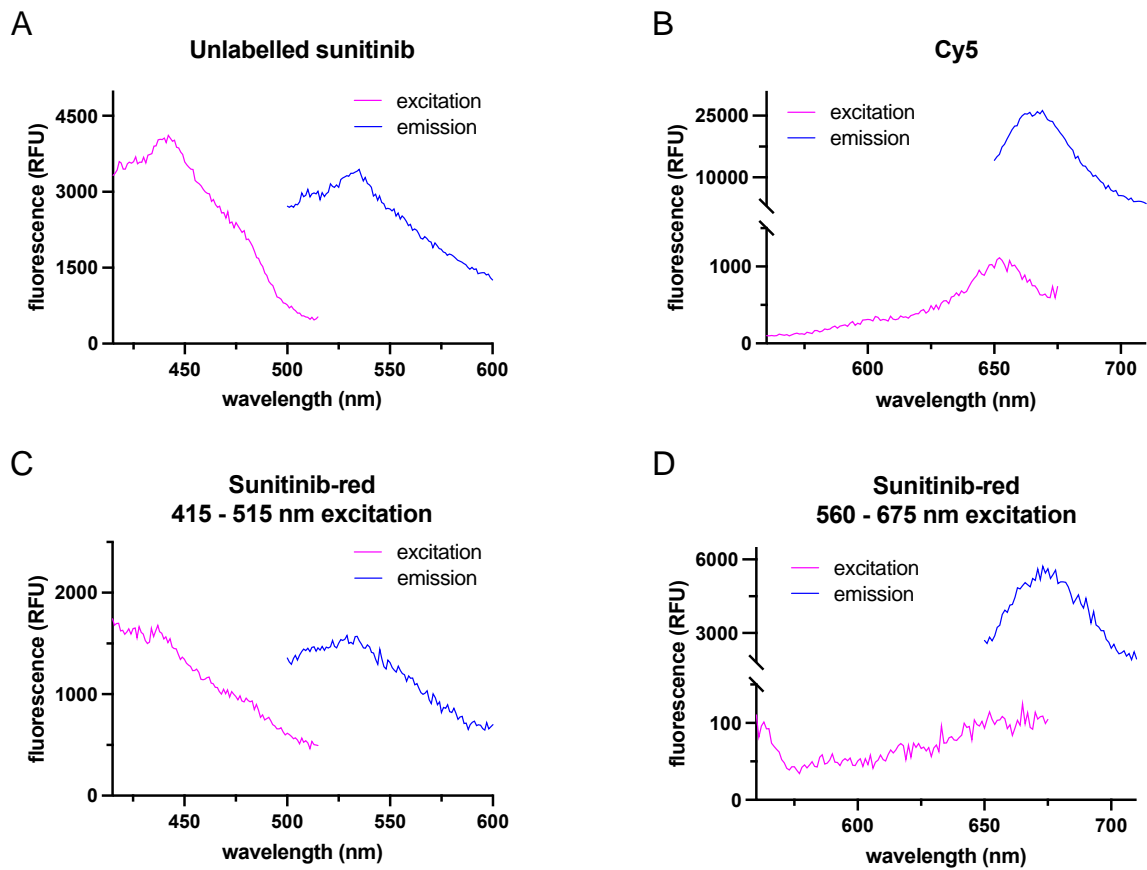 A
Unlabelled sunitinib
fluorescence (RFU)
4500
3000
1500
0
excitation
emission
450
500
550
600
wavelength (nm)
B
Cy5
fluorescence (RFU)
25000
10000
1000
0
excitation
emission
600
650
700
wavelength (nm)
C
Sunitinib-red
415 - 515 nm excitation
fluorescence (RFU)
2000
1000
0
excitation
emission
450
500
550
600
wavelength (nm)
D
Sunitinib-red
560 - 675 nm excitation
fluorescence (RFU)
6000
3000
100
0
excitation
emission
600
650
700
wavelength (nm)